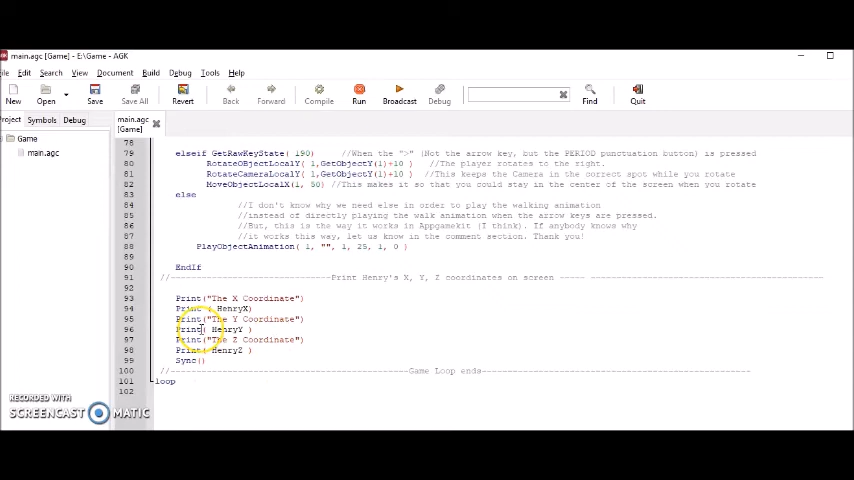 main.agc [Game] - E:\Game - AGK
Edit Search View Document Build Debug Tools Help
New Open Save Save All Revert Back Forward Compile Run Broadcast Debug Find Quit
Project Symbols Debug
main.agc
[Game]
Game
main.agc
78
79 elseif GetRawKeyState( 190) //When the ">" (Not the arrow key, but the PERIOD punctuation button) is pressed
80 RotateOBjectLocalY( 1,GetObjectY(1)+10 ) //The player rotates to the right.
81 RotateCameraLocalY( 1,GetObjectY(1)+10 ) //This keeps the Camera in the correct spot while you rotate
82 MoveObjectLocalX(1, 50) //This makes it so that you could stay in the center of the screen when you rotate
83 else
84 //I don't know why we need else in order to play the walking animation
85 //instead of directly playing the walk animation when the arrow keys are pressed.
86 //But, this is the way it works in Appgamekit (I think). If anybody knows why
87 //it works this way, let us know in the comment section. Thank you!
88 PlayObjectAnimation( 1, "", 1, 25, 1, 0 )
89
90 EndIf
91 //-------------------------------Print Henry's X, Y, Z coordinates on screen ----- --------------------------------------------
92
93 Print("The X Coordinate")
94 Print ( HenryX)
95 Print("The Y Coordinate")
96 Print( HenryY )
97 Print("The Z Coordinate")
98 Print( HenryZ )
99 Sync()
100 //----------------------------------------------Game Loop ends----------------------------------------------------
101 loop
102
RECORDED WITH
SCREENCAST MATIC